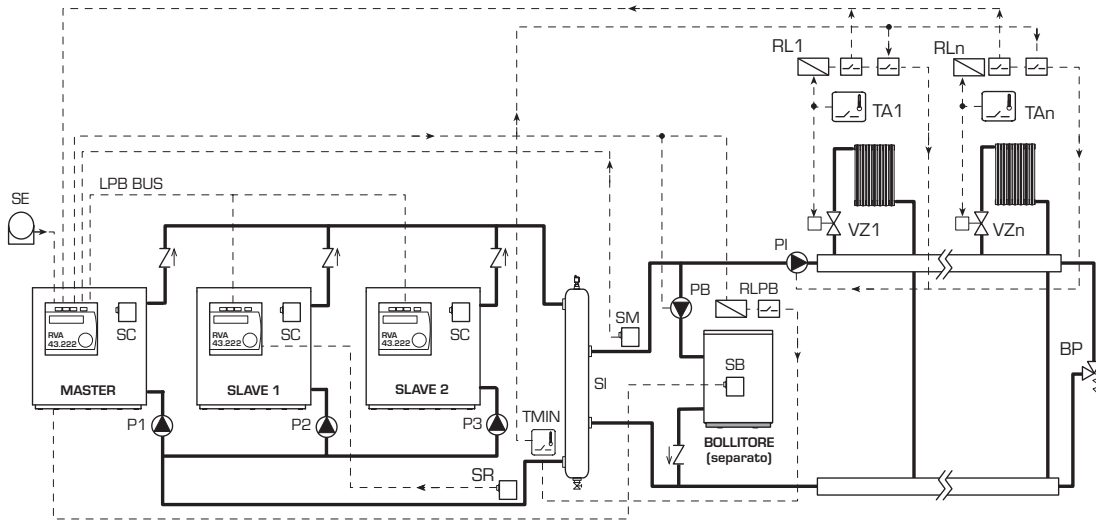 RL1
RLn
TA1
TAn
LPB BUS
SE
VZ1
VZn
PI
PB
RLPB
SM
SC
SC
SC
RVA
43.222
RVA
43.222
RVA
43.222
BP
MASTER
SLAVE 1
SLAVE 2
SI
SB
P1
P2
P3
TMIN
BOLLITORE
(separato)
SR